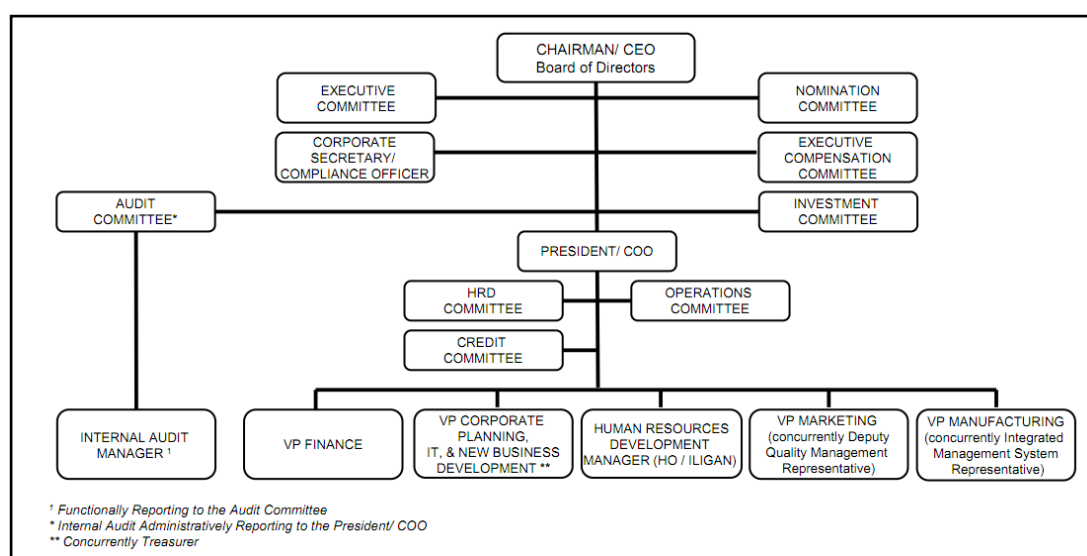 CHAIRMAN/ CEO
Board of Directors
EXECUTIVE
COMMITTEE
NOMINATION
COMMITTEE
CORPORATE
SECRETARY/
COMPLIANCE OFFICER
EXECUTIVE
COMPENSATION
COMMITTEE
AUDIT
COMMITTEE*
INVESTMENT
COMMITTEE
PRESIDENT/ COO
HRD
COMMITTEE
OPERATIONS
COMMITTEE
CREDIT
COMMITTEE
INTERNAL AUDIT
MANAGER ¹
VP FINANCE
VP CORPORATE
PLANNING,
IT, & NEW BUSINESS
DEVELOPMENT **
HUMAN RESOURCES
DEVELOPMENT
MANAGER (HO / ILIGAN)
VP MARKETING
(concurrently Deputy
Quality Management
Representative)
VP MANUFACTURING
(concurrently Integrated
Management System
Representative)
¹ Functionally Reporting to the Audit Committee
* Internal Audit Administratively Reporting to the President/ COO
** Concurrently Treasurer